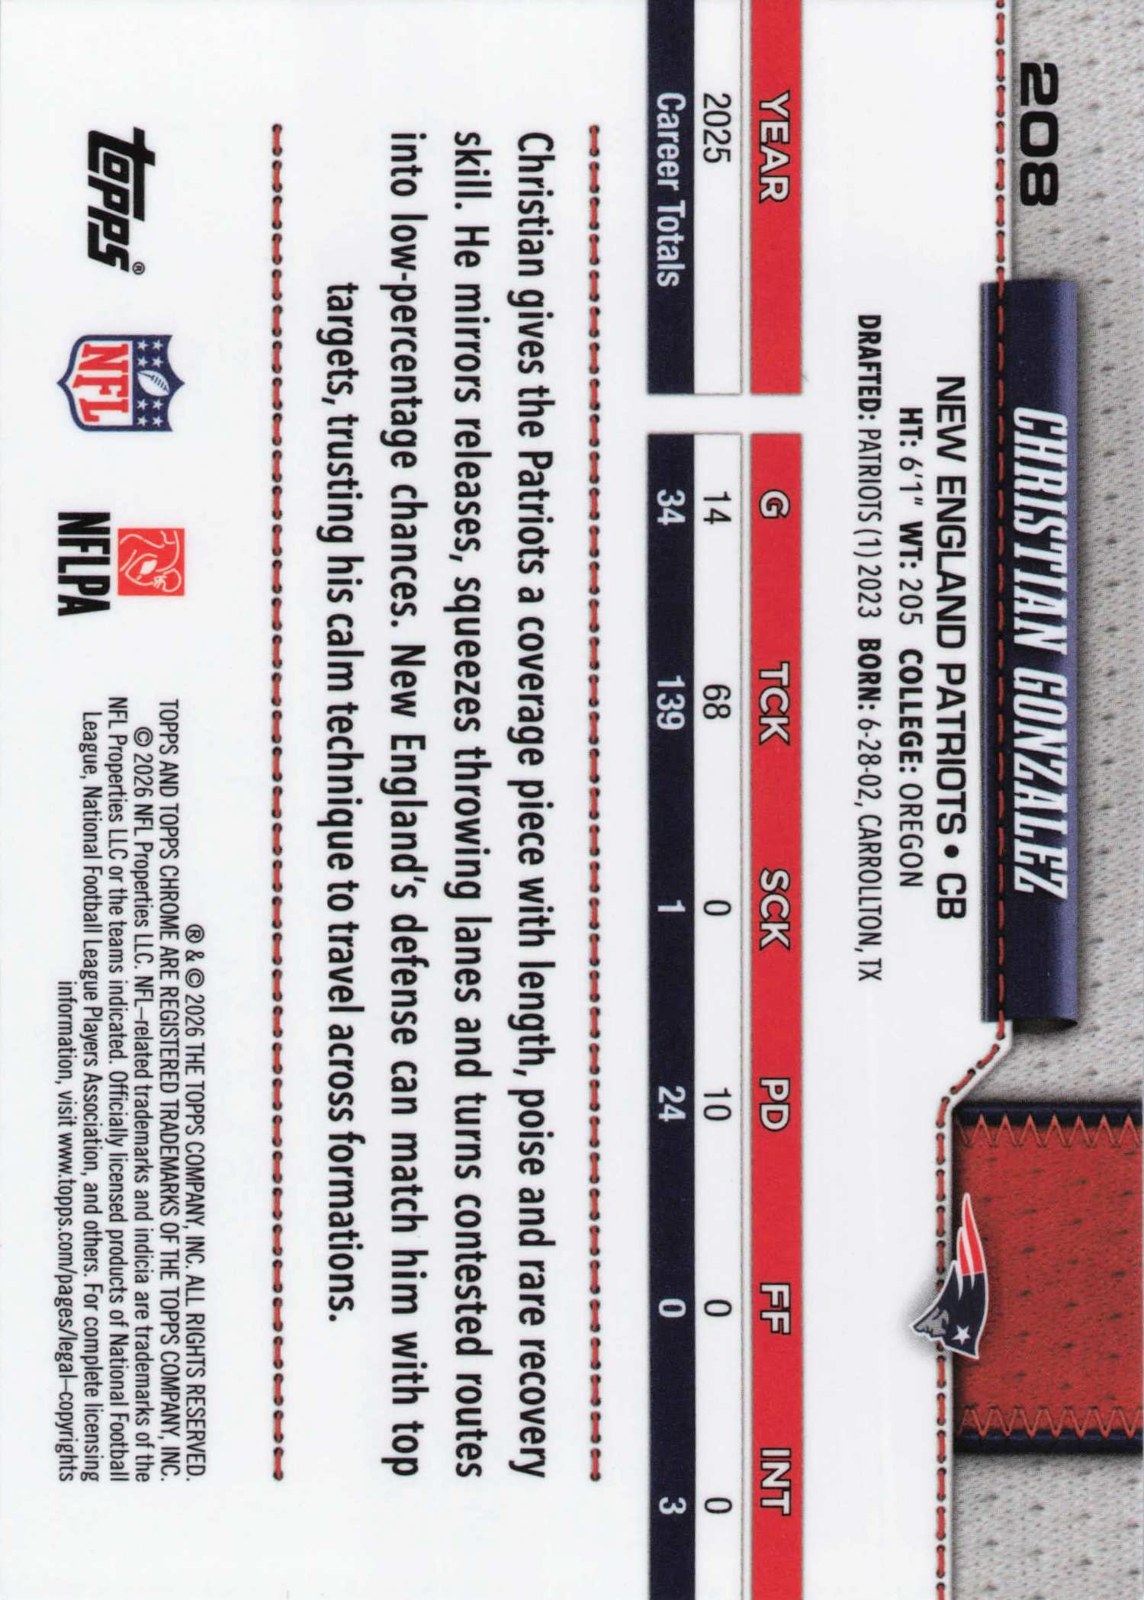 208
CHRISTIAN GONZALEZ
NEW ENGLAND PATRIOTS • CB
HT: 6'1" WT: 205 COLLEGE: OREGON
DRAFTED: PATRIOTS (1) 2023 BORN: 6-28-02, CARROLLTON, TX
YEAR G TCK SCK PD FF INT
2025 14 68 0 10 0 0
Career Totals 34 139 1 24 0 3
Christian gives the Patriots a coverage piece with length, poise and rare recovery
skill. He mirrors releases, squeezes throwing lanes and turns contested routes
into low-percentage chances. New England's defense can match him with top
targets, trusting his calm technique to travel across formations.
topps®
NFL
NFLPA
® & © 2026 THE TOPPS COMPANY, INC. ALL RIGHTS RESERVED.
TOPPS AND TOPPS CHROME ARE REGISTERED TRADEMARKS OF THE TOPPS COMPANY, INC.
© 2026 NFL Properties LLC. NFL–related trademarks and indicia are trademarks of the
NFL Properties LLC or the teams indicated. Officially licensed products of National Football
League, National Football League Players Association, and others. For complete licensing
information, visit www.topps.com/pages/legal–copyrights